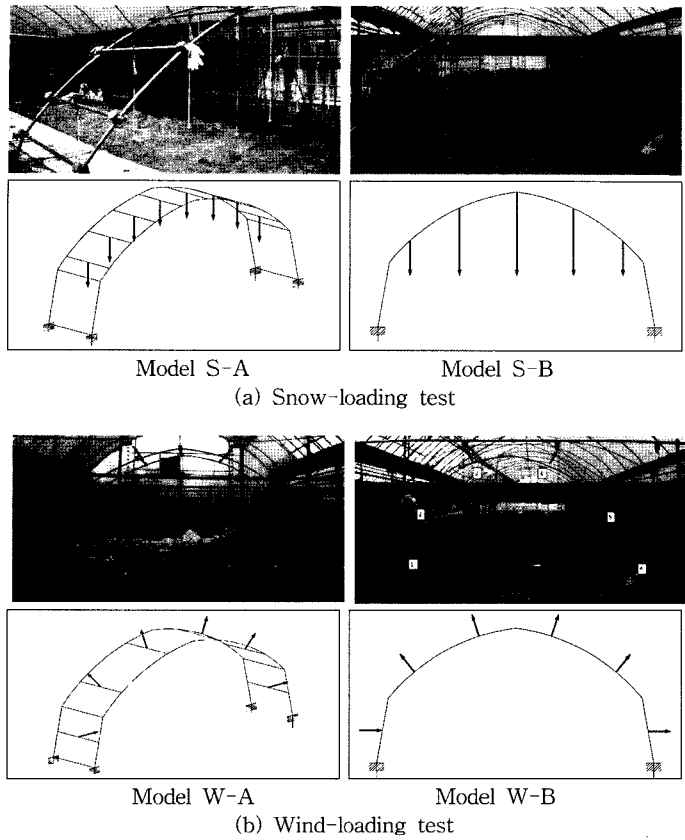 Model S-A Model S-B
(a) Snow-loading test
Model W-A Model W-B
(b) Wind-loading test